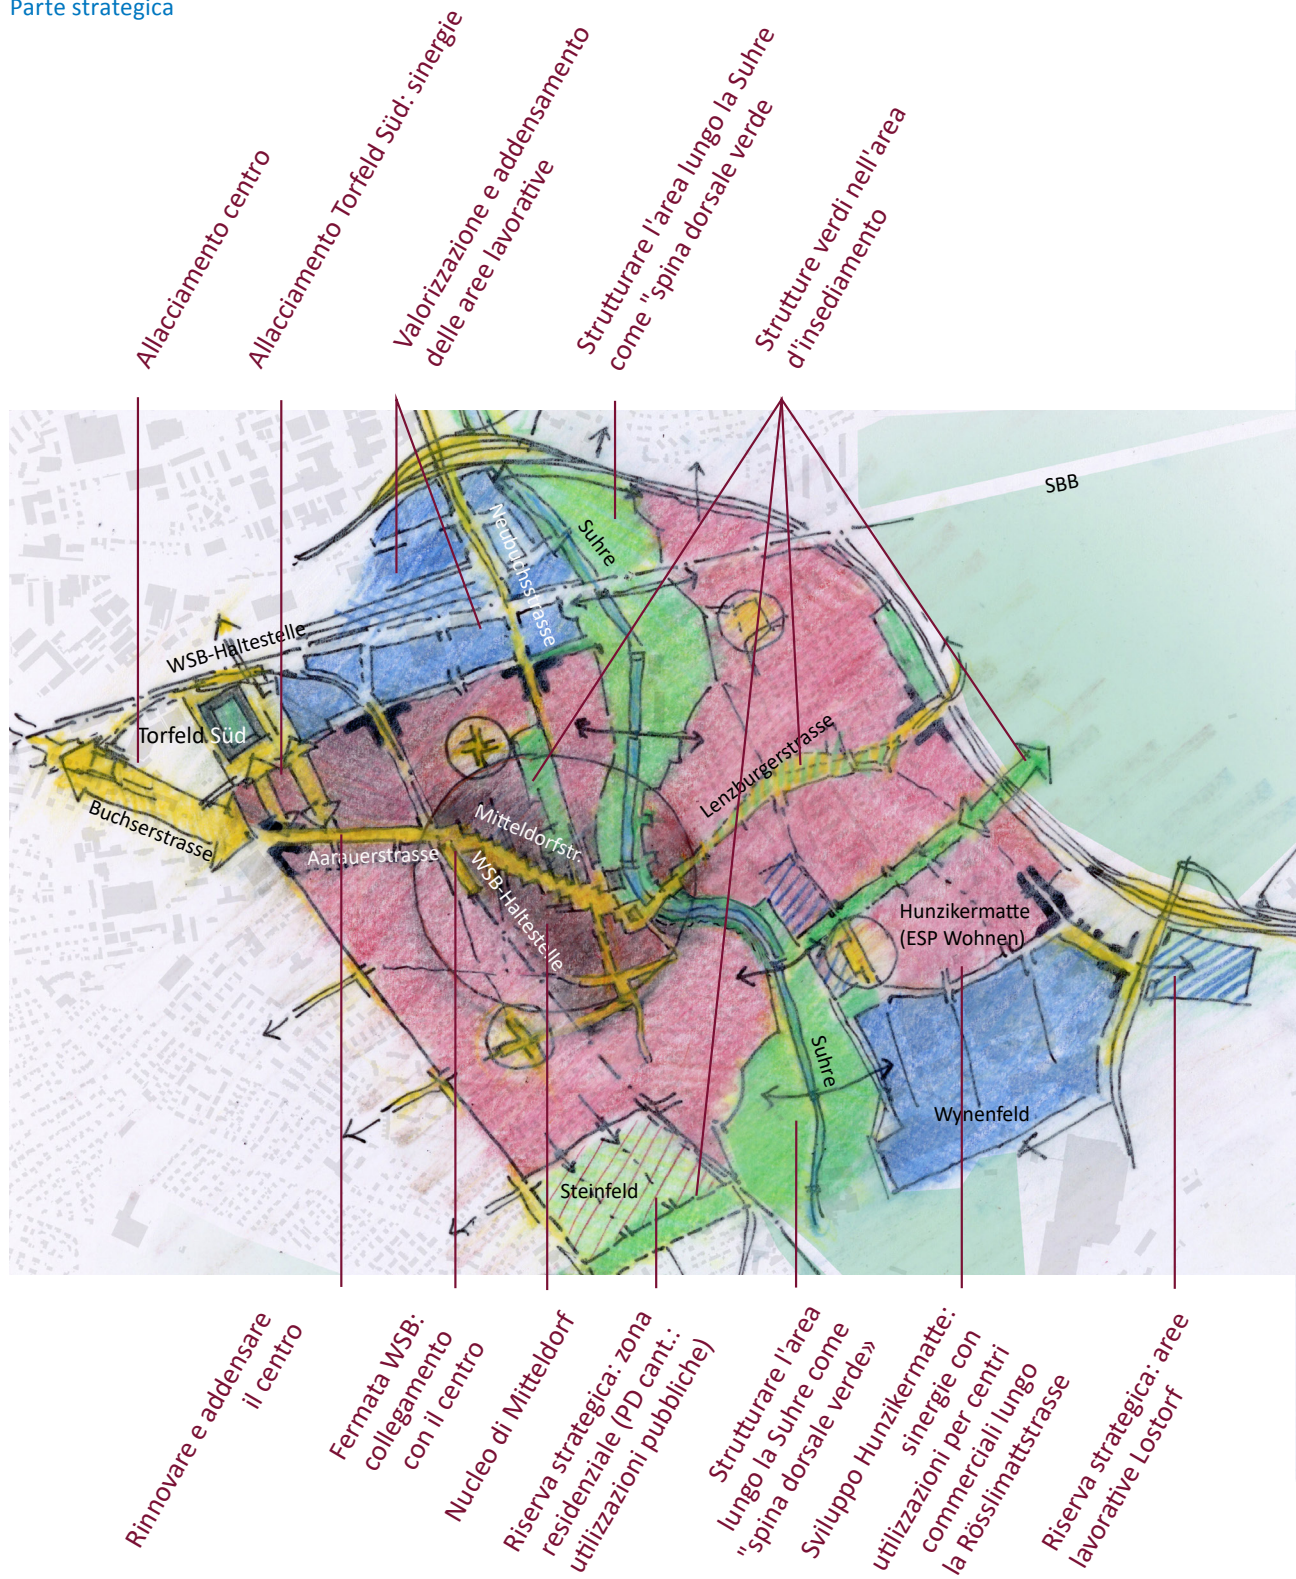 Parte strategica
Allacciamento centro
Allacciamento Torfeld Süd: sinergie
Valorizzazione e addensamento
delle aree lavorative
Strutturare l'area lungo la Suhre
come "spina dorsale verde
Strutture verdi nell'area
d'insediamento
SBB
Neubuchsstrasse
Suhre
WSB-Haltestelle
Torfeld Süd
Buchserstrasse
Aarauerstrasse
Mitteldorfstr.
WSB-Haltestelle
Lenzburgerstrasse
Hunzikermatte
(ESP Wohnen)
Suhre
Wynenfeld
Steinfeld
Rinnovare e addensare
il centro
Fermata WSB:
collegamento
con il centro
Nucleo di Mitteldorf
Riserva strategica: zona
residenziale (PD cant.:
utilizzazioni pubbliche)
Strutturare l'area
lungo la Suhre come
"spina dorsale verde»
Sviluppo Hunzikermatte:
sinergie con
utilizzazioni per centri
commerciali lungo
la Rösslimattstrasse
Riserva strategica: aree
lavorative Lostorf